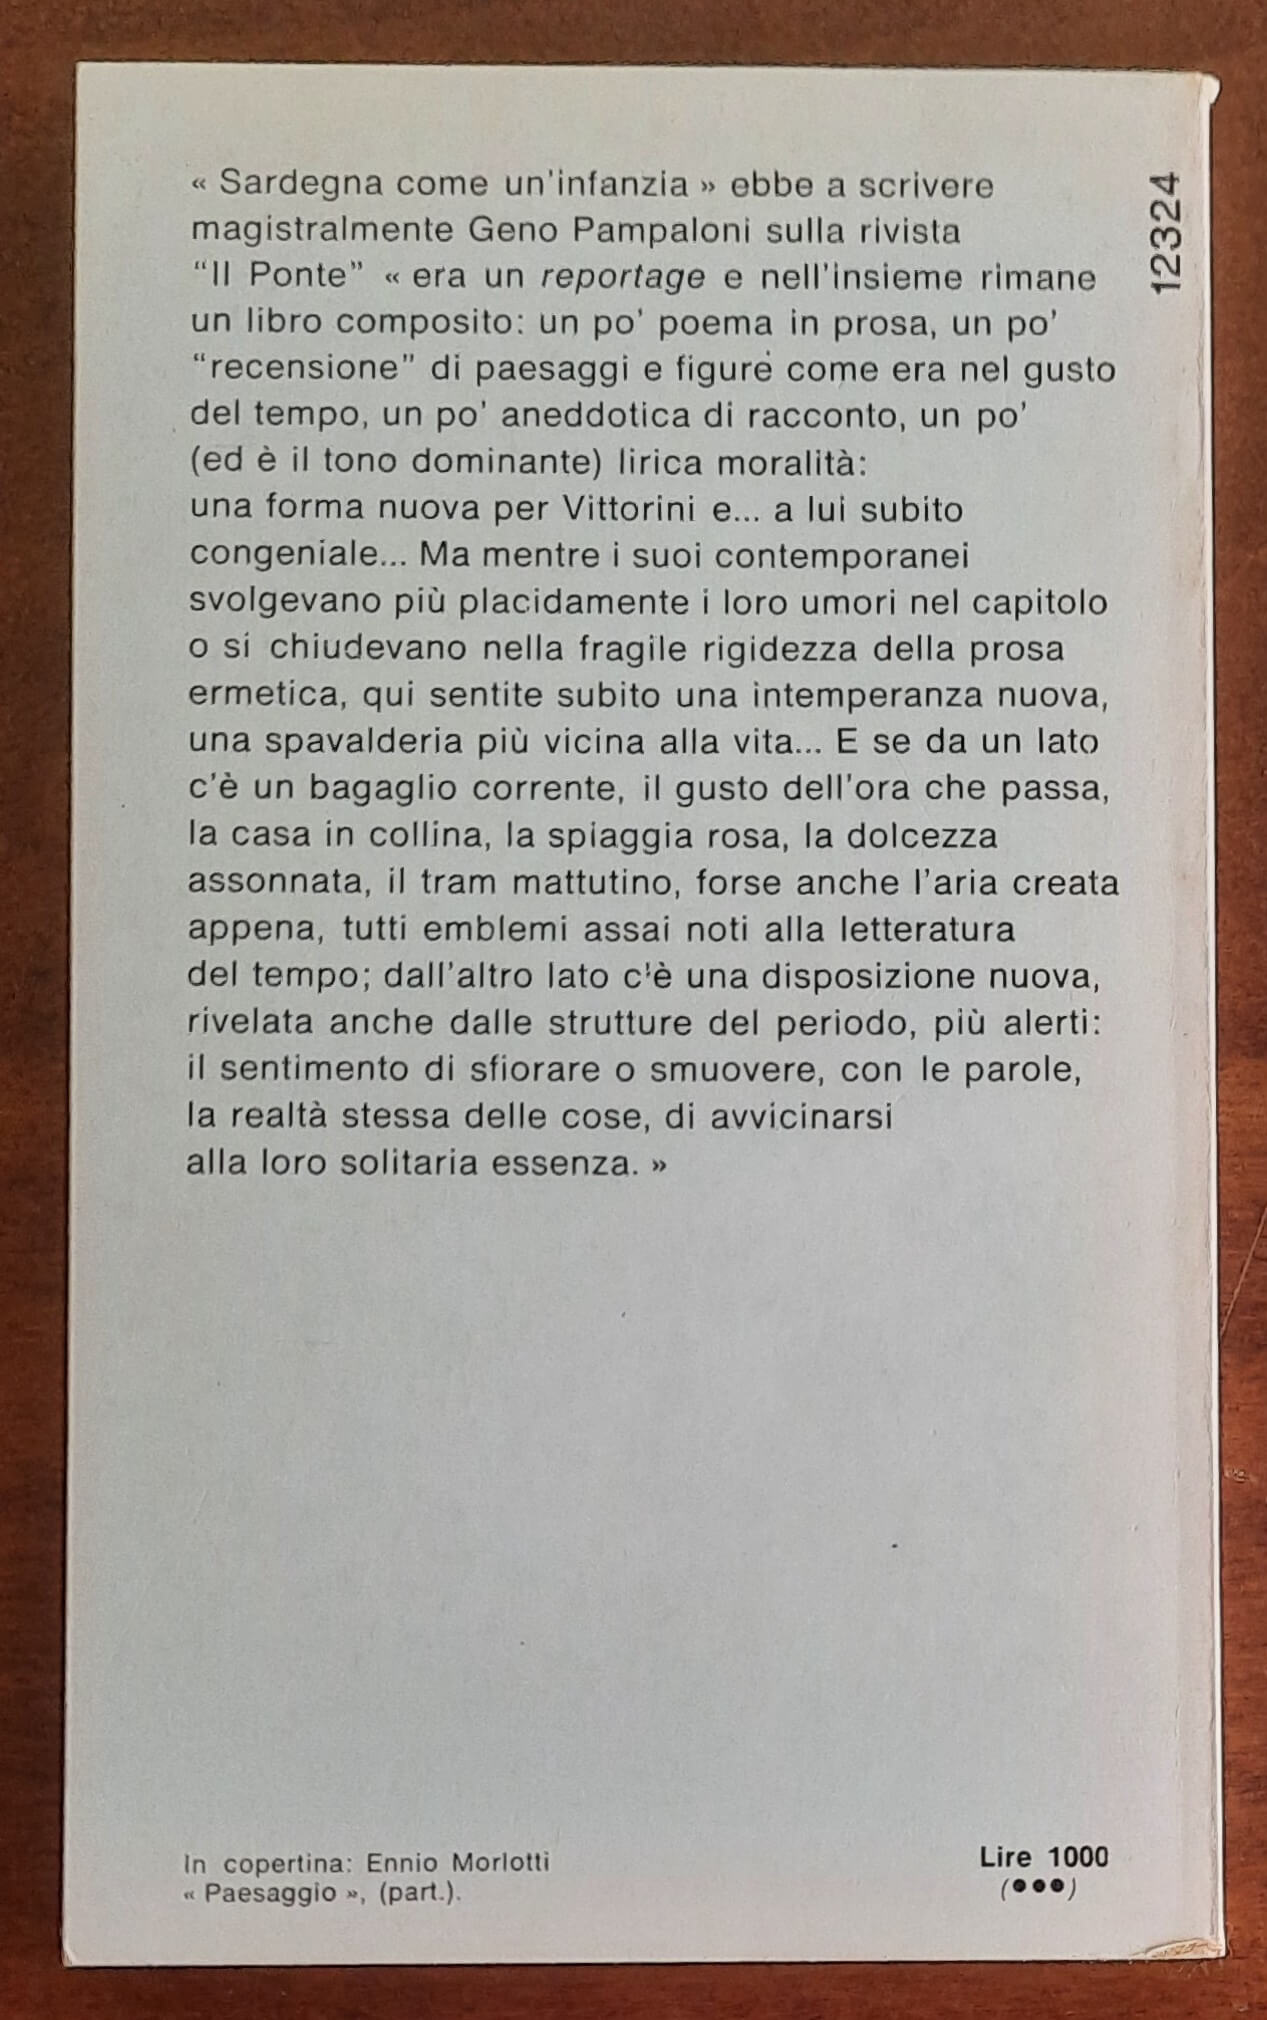 « Sardegna come un'infanzia » ebbe a scrivere
magistralmente Geno Pampaloni sulla rivista
“Il Ponte” « era un reportage e nell'insieme rimane
un libro composito: un po' poema in prosa, un po'
“recensione” di paesaggi e figure come era nel gusto
del tempo, un po' aneddotica di racconto, un po'
(ed è il tono dominante) lirica moralità:
una forma nuova per Vittorini e... a lui subito
congeniale... Ma mentre i suoi contemporanei
svolgevano più placidamente i loro umori nel capitolo
o si chiudevano nella fragile rigidezza della prosa
ermetica, qui sentite subito una intemperanza nuova,
una spavalderia più vicina alla vita... E se da un lato
c'è un bagaglio corrente, il gusto dell'ora che passa,
la casa in collina, la spiaggia rosa, la dolcezza
assonnata, il tram mattutino, forse anche l'aria creata
appena, tutti emblemi assai noti alla letteratura
del tempo; dall'altro lato c'è una disposizione nuova,
rivelata anche dalle strutture del periodo, più alerti:
il sentimento di sfiorare o smuovere, con le parole,
la realtà stessa delle cose, di avvicinarsi
alla loro solitaria essenza. »
12324
In copertina: Ennio Morlotti
« Paesaggio », (part.).
Lire 1000
(•••)